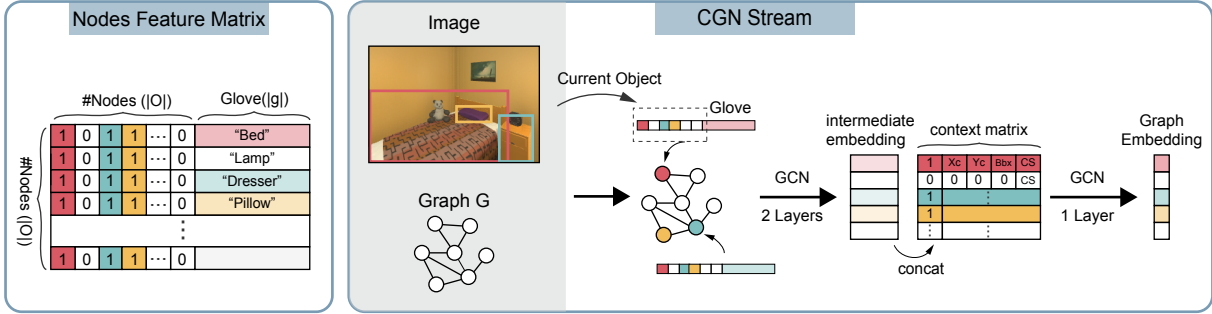 Nodes Feature Matrix
#Nodes (|O|)
Glove(|g|)
#Nodes (|O|)
1 0 1 1 ... 0 "Bed"
1 0 1 1 ... 0 "Lamp"
1 0 1 1 ... 0 "Dresser"
1 0 1 1 ... 0 "Pillow"
⋮
1 0 1 1 ... 0
Image
CGN Stream
Current Object
Glove
Graph G
GCN
2 Layers
intermediate
embedding
context matrix
1 Xc Yc Bbx CS
0 0 0 0 CS
1 ⋮
1
⋮ ⋮
concat
GCN
1 Layer
Graph
Embedding